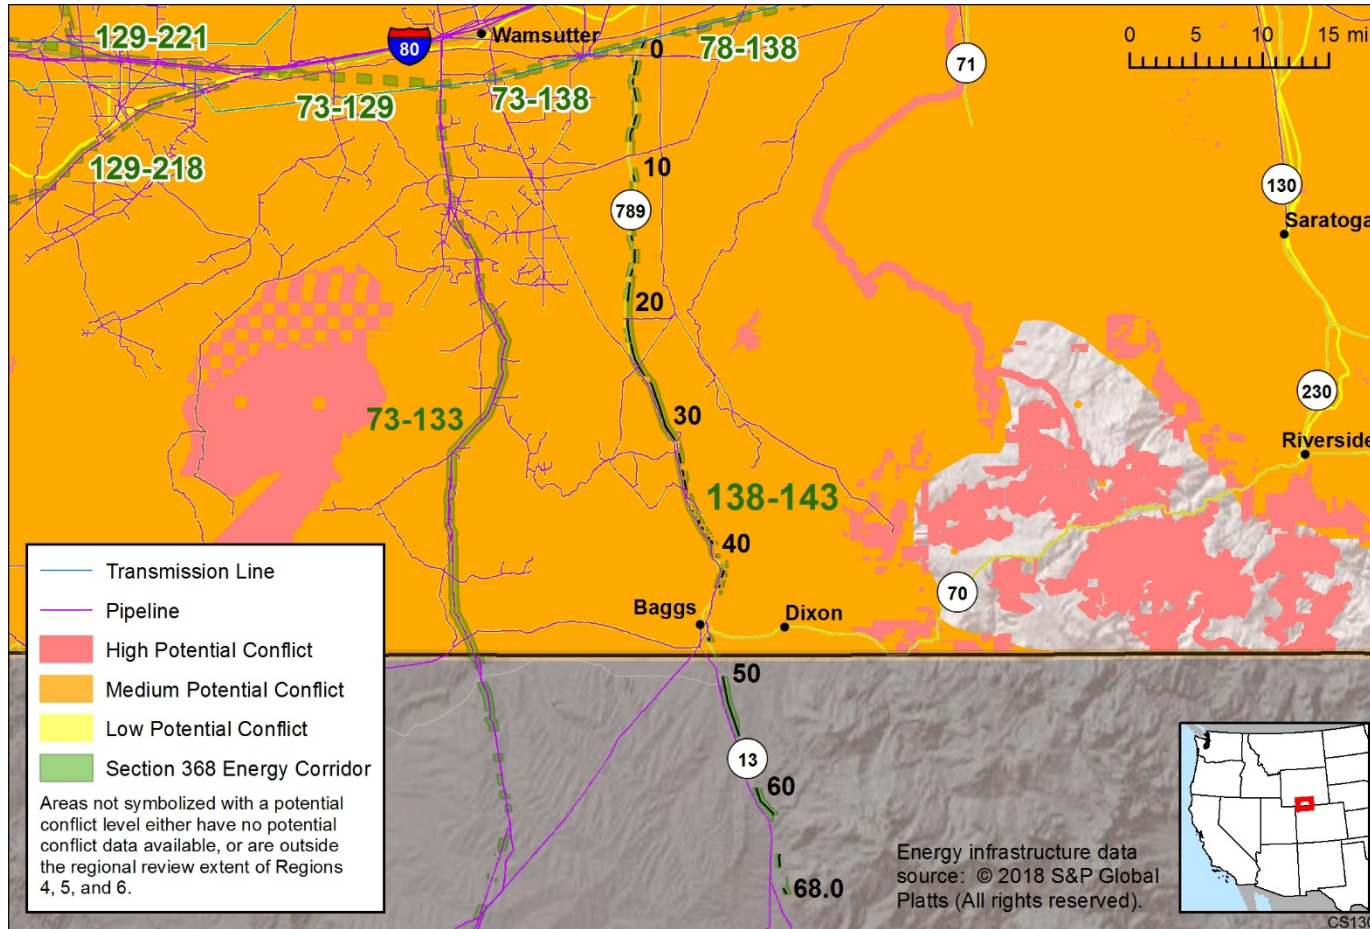 129-221
80
Wamsutter
0
78-138
71
0 5 10 15 mi
73-129
73-138
129-218
10
789
130
Saratoga
20
73-133
30
230
Riverside
138-143
40
70
Baggs
Dixon
50
13
60
68.0
Transmission Line
Pipeline
High Potential Conflict
Medium Potential Conflict
Low Potential Conflict
Section 368 Energy Corridor
Areas not symbolized with a potential
conflict level either have no potential
conflict data available, or are outside
the regional review extent of Regions
4, 5, and 6.
Energy infrastructure data
source: © 2018 S&P Global
Platts (All rights reserved).
CS130